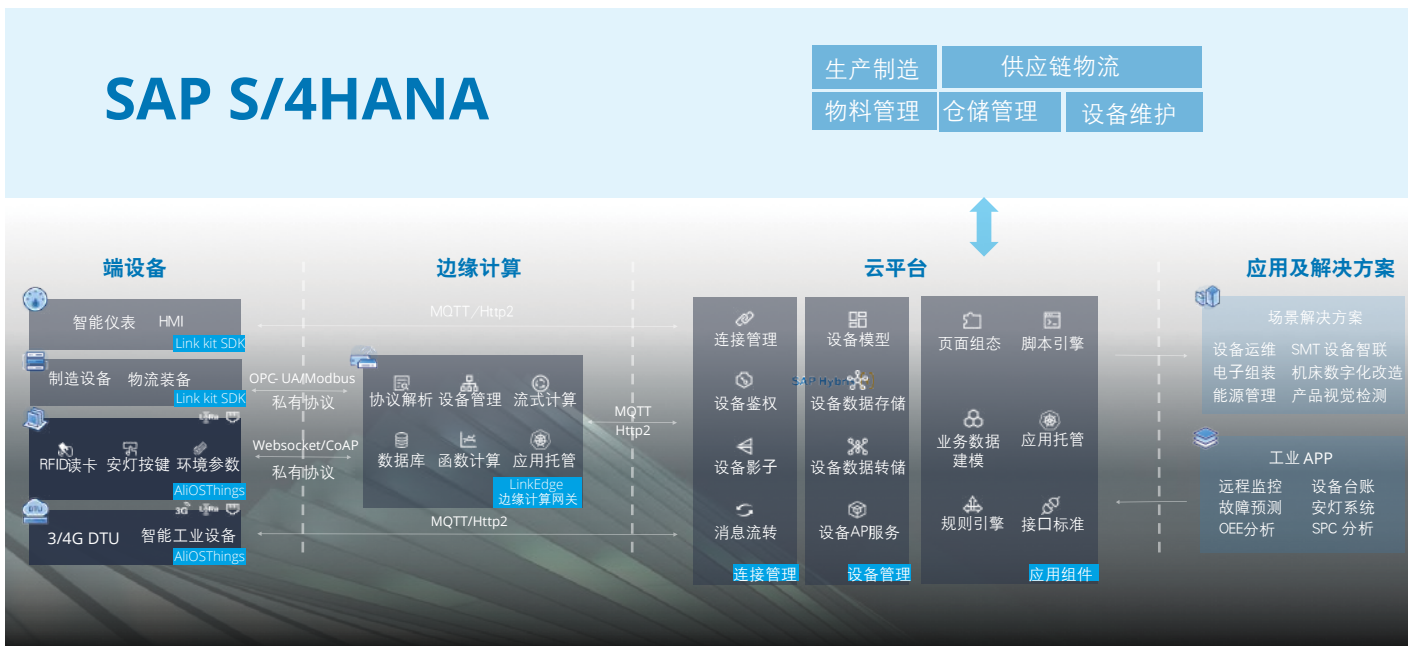 SAP S/4HANA
生产制造
供应链物流
物料管理
仓储管理
设备维护
端设备
边缘计算
云平台
应用及解决方案
智能仪表 HMI
Link kit SDK
制造设备 物流装备
Link kit SDK
RFID读卡 安灯按键 环境参数
AliOSThings
DTU
3G
3/4G DTU 智能工业设备
AliOSThings
MQTT/Http2
OPC-UA/Modbus
私有协议
Websocket/CoAP
私有协议
MQTT/Http2
协议解析 设备管理 流式计算
数据库 函数计算 应用托管
LinkEdge
边缘计算网关
MQTT
Http2
连接管理
设备鉴权
设备影子
消息流转
连接管理
设备模型
设备数据存储
设备数据转储
设备AP服务
设备管理
页面组态 脚本引擎
业务数据
建模
应用托管
规则引擎 接口标准
应用组件
场景解决方案
设备运维 SMT 设备智联
电子组装 机床数字化改造
能源管理 产品视觉检测
工业 APP
远程监控 设备台账
故障预测 安灯系统
OEE分析 SPC 分析